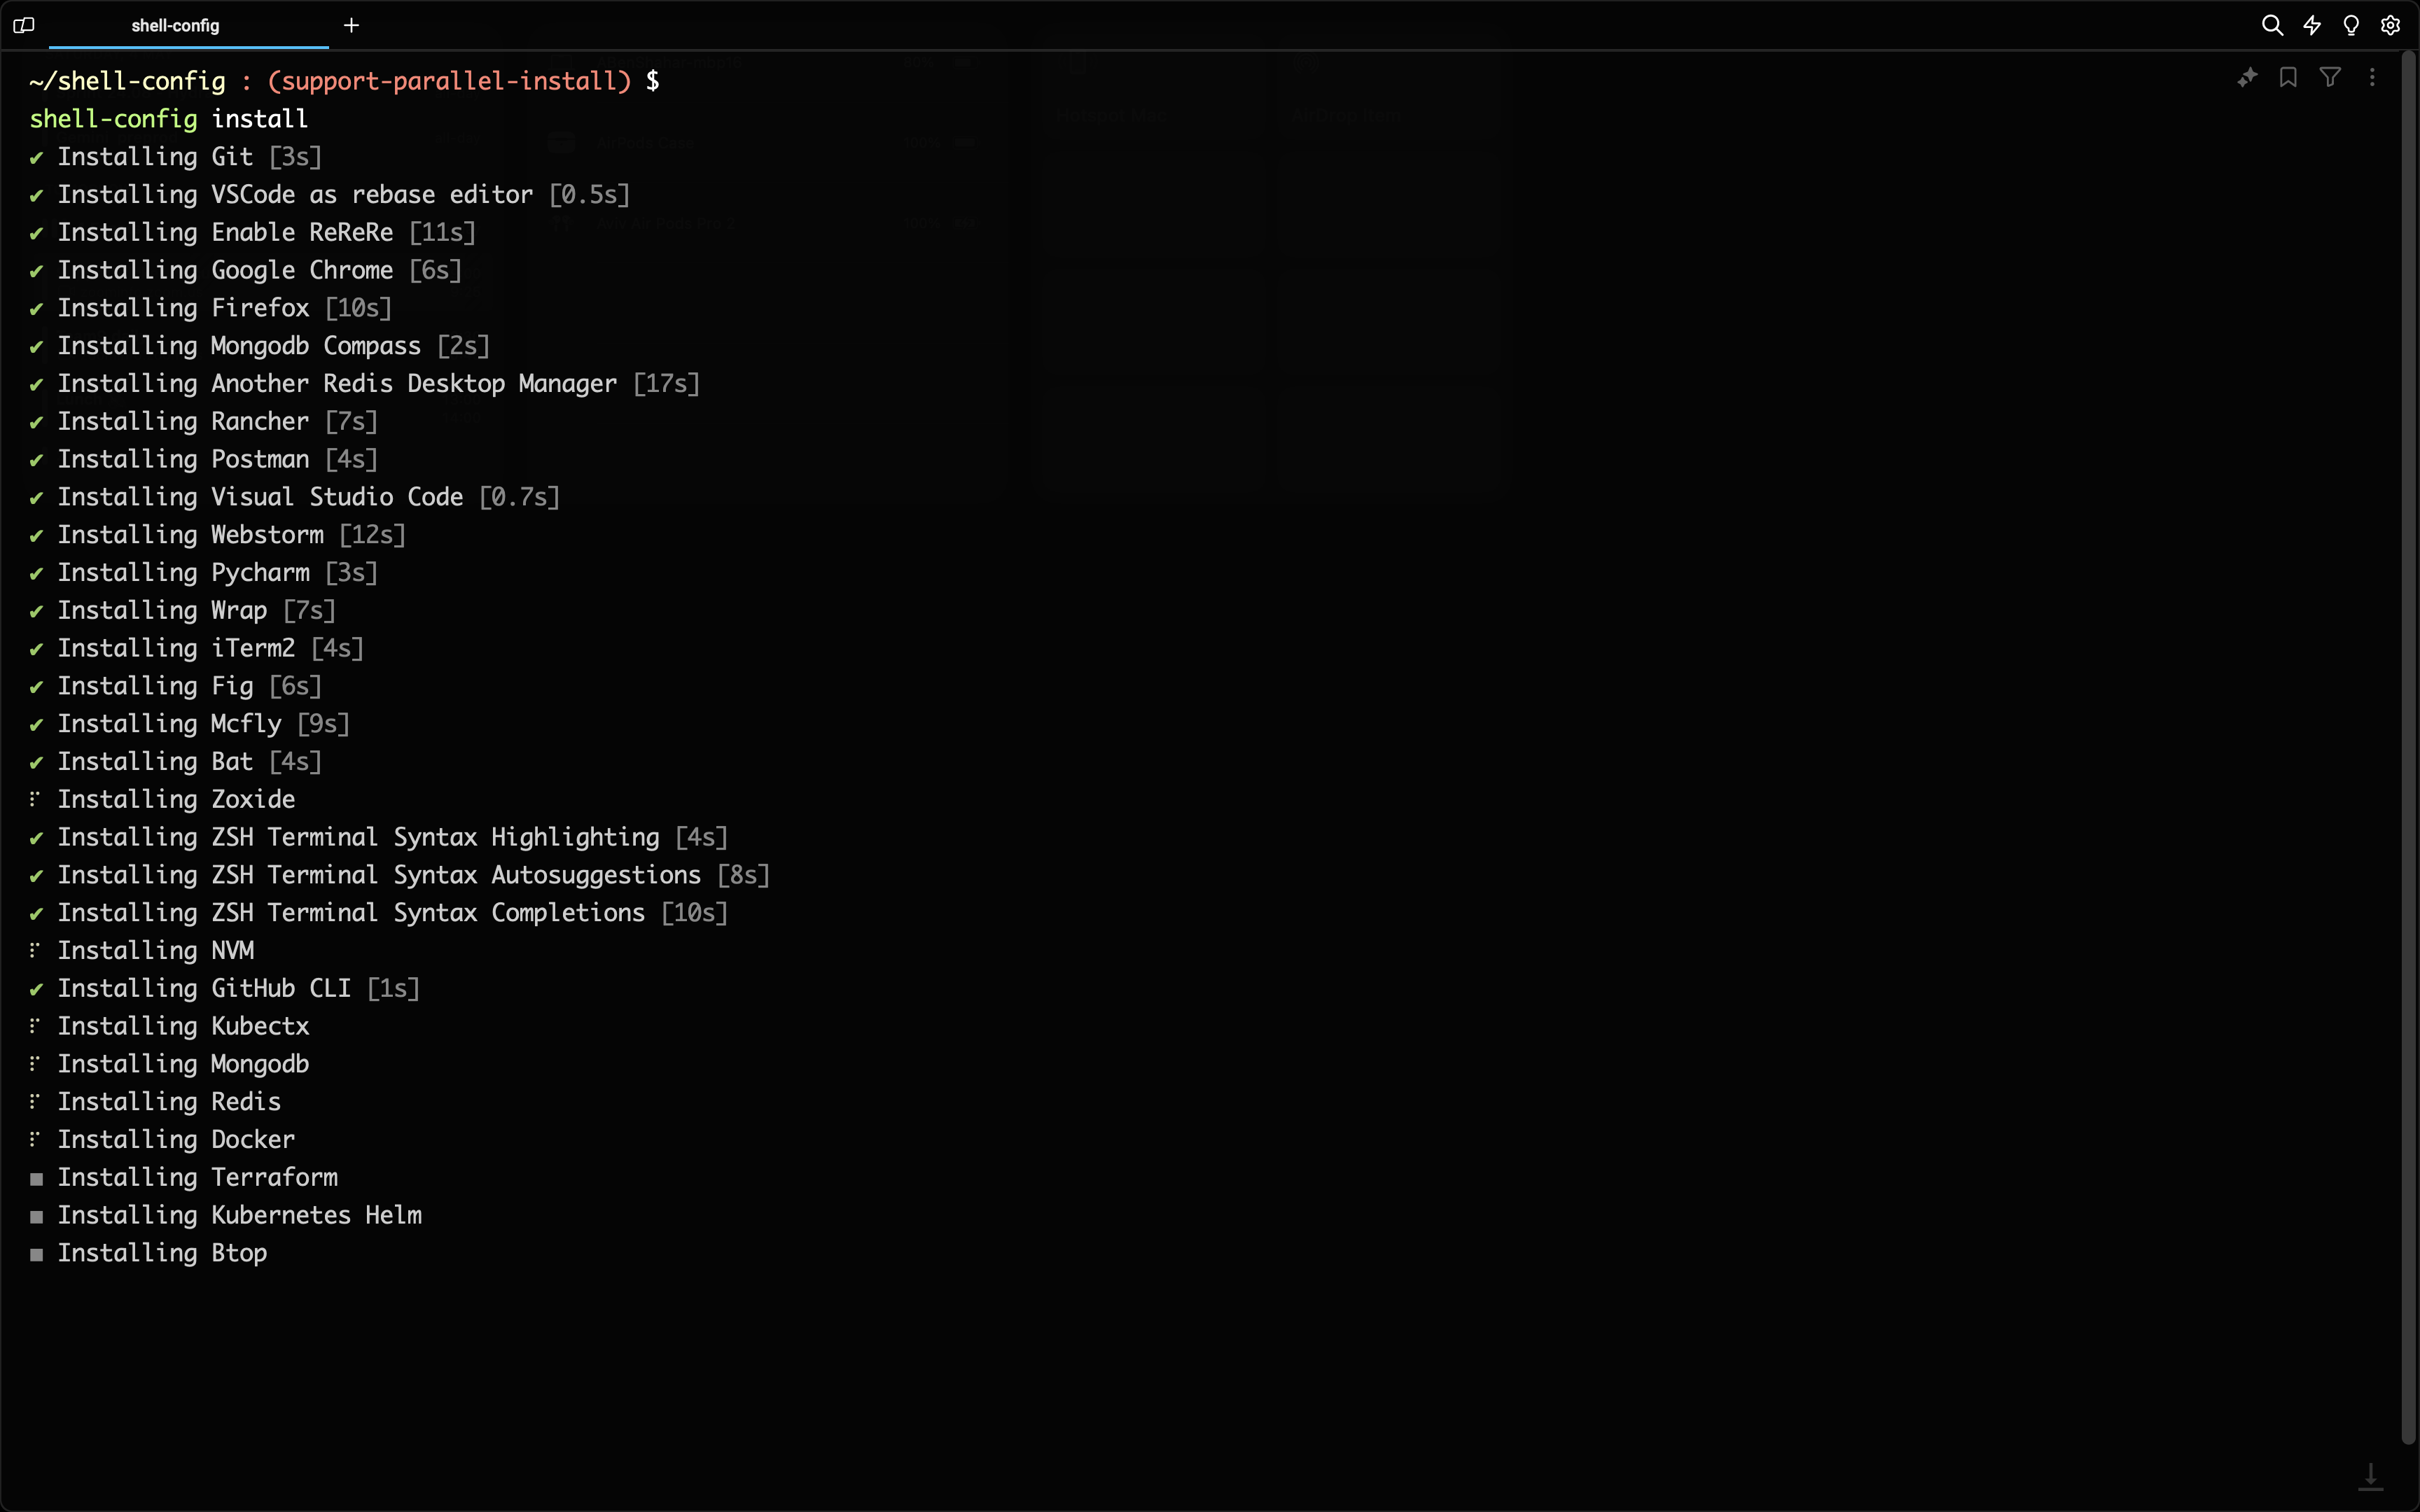 shell-config
~/shell-config : (support-parallel-install) $
shell-config install
✔ Installing Git [3s]
✔ Installing VSCode as rebase editor [0.5s]
✔ Installing Enable ReReRe [11s]
✔ Installing Google Chrome [6s]
✔ Installing Firefox [10s]
✔ Installing Mongodb Compass [2s]
✔ Installing Another Redis Desktop Manager [17s]
✔ Installing Rancher [7s]
✔ Installing Postman [4s]
✔ Installing Visual Studio Code [0.7s]
✔ Installing Webstorm [12s]
✔ Installing Pycharm [3s]
✔ Installing Wrap [7s]
✔ Installing iTerm2 [4s]
✔ Installing Fig [6s]
✔ Installing Mcfly [9s]
✔ Installing Bat [4s]
⠏ Installing Zoxide
✔ Installing ZSH Terminal Syntax Highlighting [4s]
✔ Installing ZSH Terminal Syntax Autosuggestions [8s]
✔ Installing ZSH Terminal Syntax Completions [10s]
⠏ Installing NVM
✔ Installing GitHub CLI [1s]
⠏ Installing Kubectx
⠏ Installing Mongodb
⠏ Installing Redis
⠏ Installing Docker
◼ Installing Terraform
◼ Installing Kubernetes Helm
◼ Installing Btop